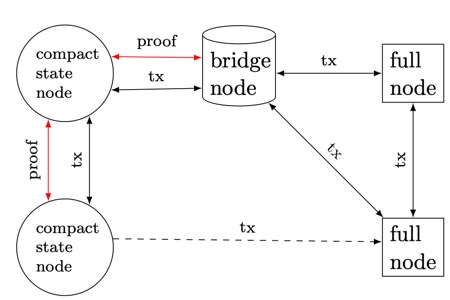 compact
state
node
proof
tx
bridge
node
tx
full
node
proof
tx
tx
tx
compact
state
node
tx
full
node